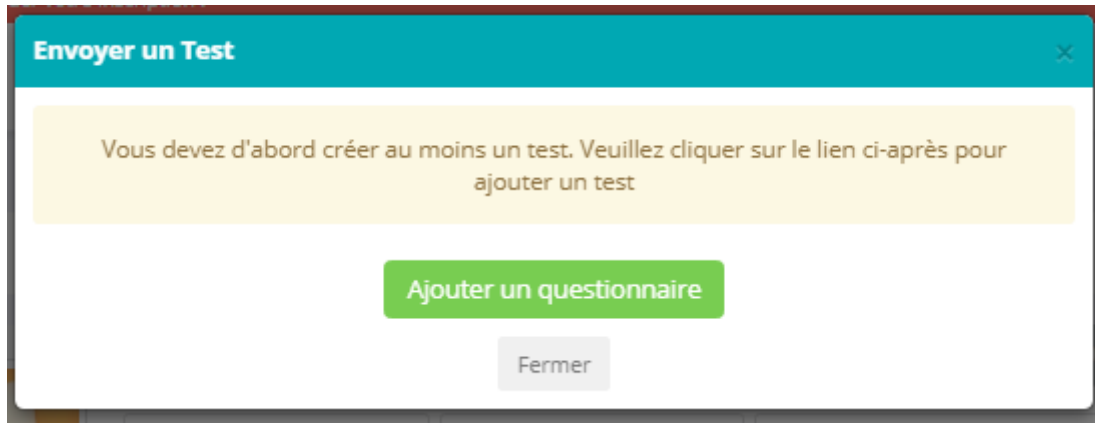 Envoyer un Test
×
Vous devez d'abord créer au moins un test. Veuillez cliquer sur le lien ci-après pour
ajouter un test
Ajouter un questionnaire
Fermer